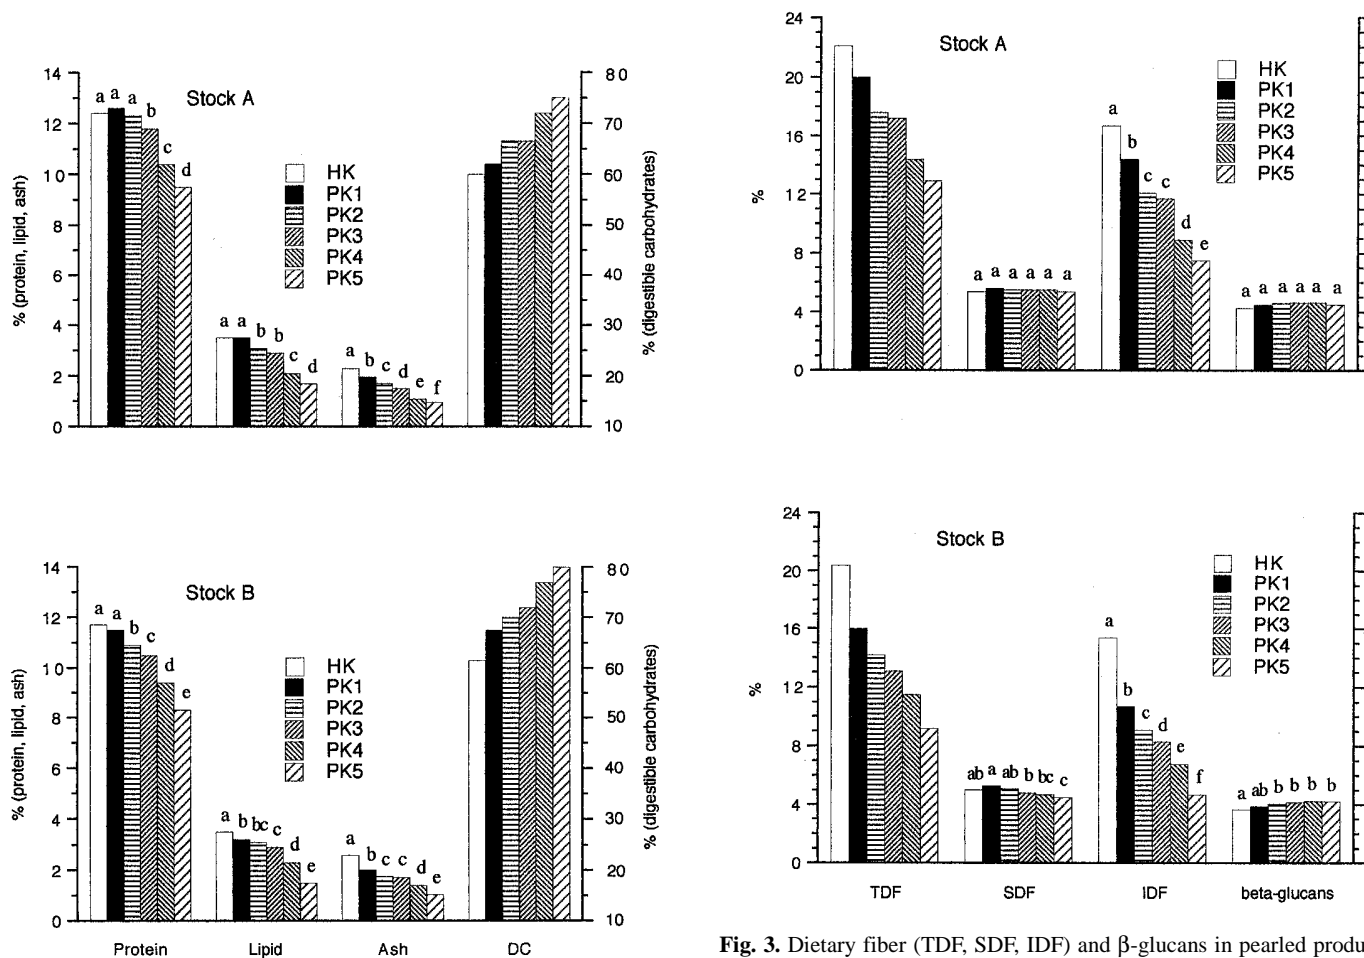 Stock A
% (protein, lipid, ash)
14
12
10
8
6
4
2
0
a a a b c d
a a b b c d
a b c d e f
HK
PK1
PK2
PK3
PK4
PK5
80
70
60
50
40
30
20
10
% (digestible carbohydrates)
Stock B
% (protein, lipid, ash)
14
12
10
8
6
4
2
0
a a b c d e
a b bc c d e
a b c c d e
HK
PK1
PK2
PK3
PK4
PK5
80
70
60
50
40
30
20
10
% (digestible carbohydrates)
Protein Lipid Ash DC
Stock A
%
24
20
16
12
8
4
0
a a a a a a
a b c c d e
a a a a a a
HK
PK1
PK2
PK3
PK4
PK5
Stock B
%
24
20
16
12
8
4
0
ab a ab b bc c
a b c d e f
a ab b b b b
HK
PK1
PK2
PK3
PK4
PK5
TDF SDF IDF beta-glucans
Fig. 3. Dietary fiber (TDF, SDF, IDF) and β-glucans in pearled produ